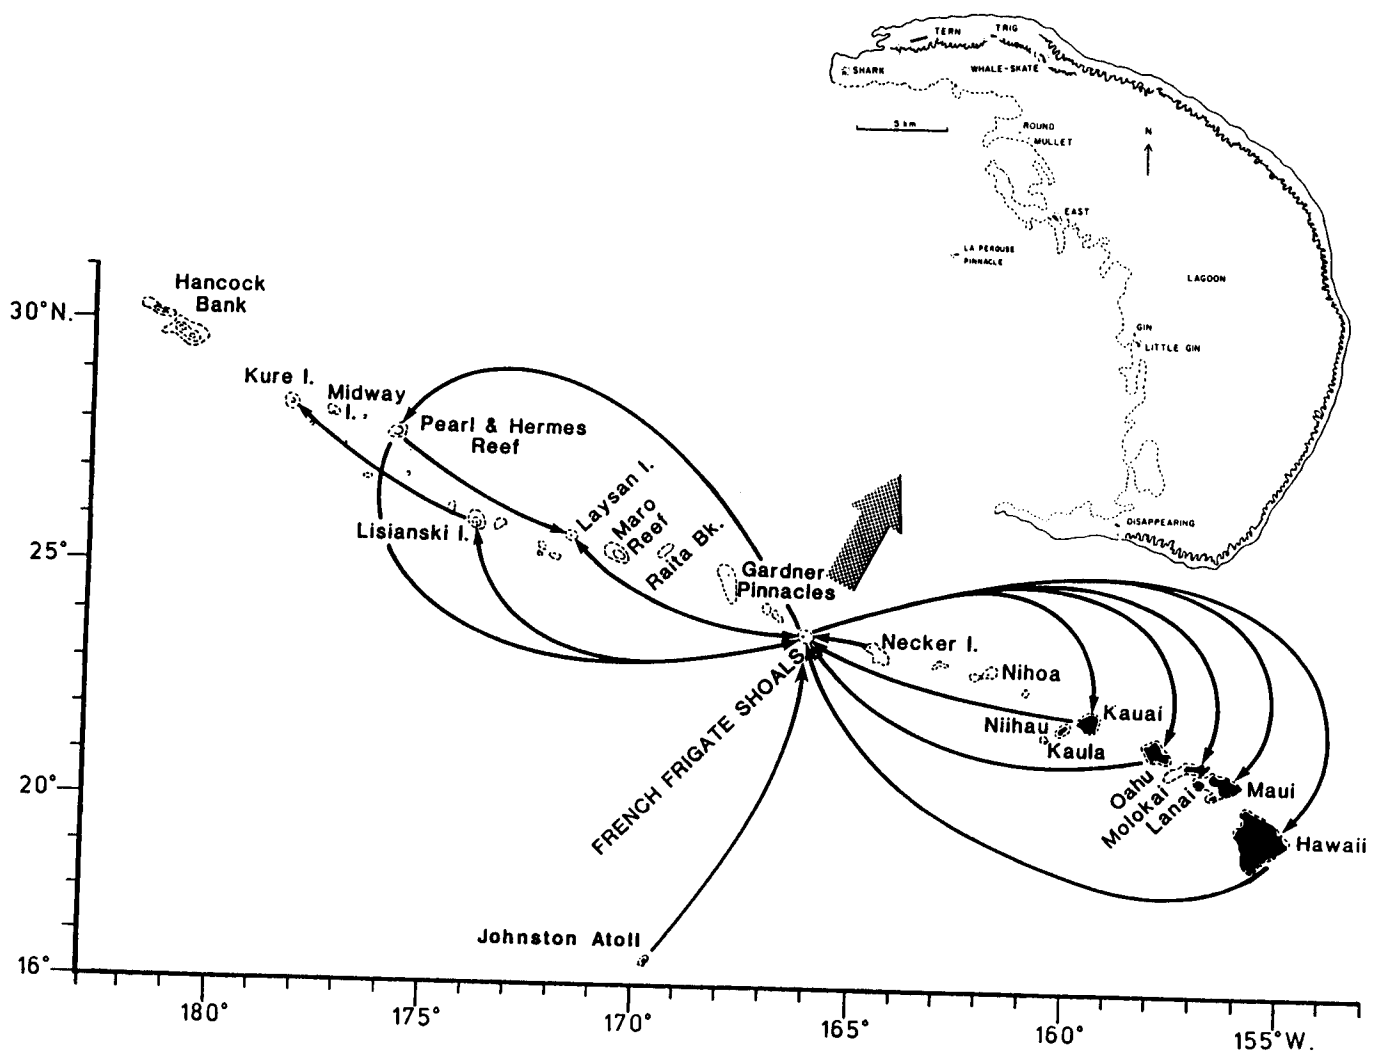 TERN
TRIG
SHARK
WHALE-SKATE
5 km
ROUND
MULLET
N
EAST
LA PEROUSE
PINNACLE
LAGOON
GIN
LITTLE GIN
DISAPPEARING
Hancock
Bank
30°N.
Kure I.
Midway
I.
Pearl & Hermes
Reef
Laysan I.
Maro
Reef
Raita Bk.
Lisianski I.
25°
Gardner
Pinnacles
Necker I.
Nihoa
FRENCH FRIGATE SHOALS
Niihau
Kauai
Kaula
20°
Oahu
Molokai
Lanai
Maui
Hawaii
Johnston Atoll
16°
180°
175°
170°
165°
160°
155°W.